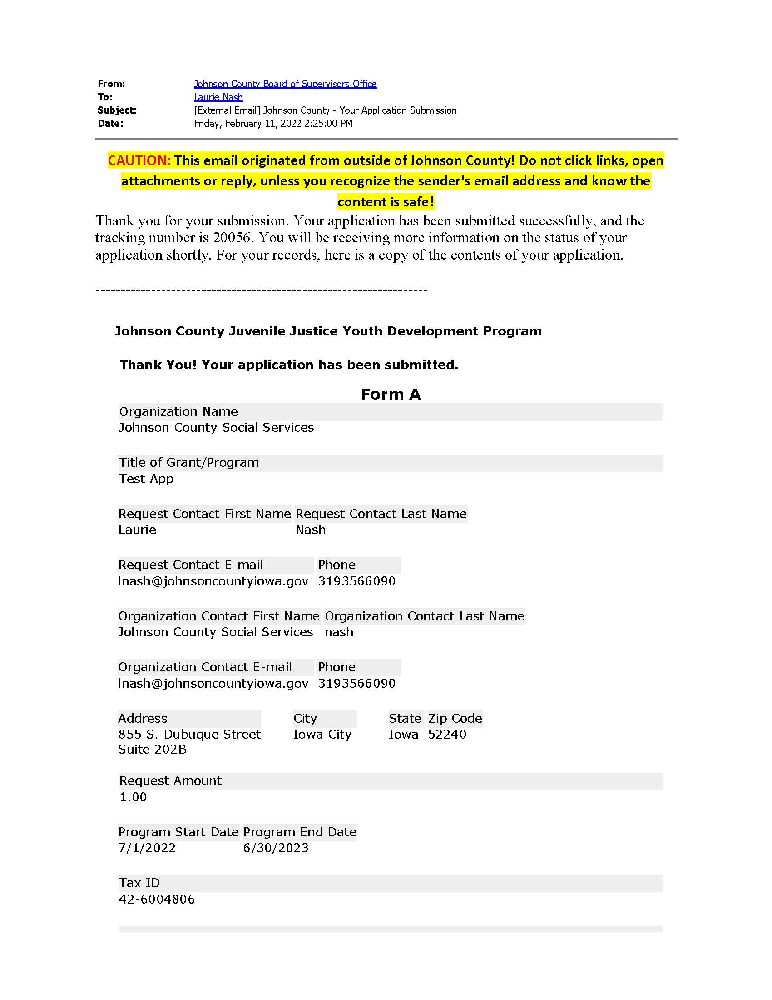 From: Johnson County Board of Supervisors Office
To: Laurie Nash
Subject: [External Email] Johnson County - Your Application Submission
Date: Friday, February 11, 2022 2:25:00 PM
CAUTION: This email originated from outside of Johnson County! Do not click links, open
attachments or reply, unless you recognize the sender's email address and know the
content is safe!
Thank you for your submission. Your application has been submitted successfully, and the
tracking number is 20056. You will be receiving more information on the status of your
application shortly. For your records, here is a copy of the contents of your application.
------------------------------------------------------------------
Johnson County Juvenile Justice Youth Development Program
Thank You! Your application has been submitted.
Form A
Organization Name
Johnson County Social Services
Title of Grant/Program
Test App
Request Contact First Name Request Contact Last Name
Laurie Nash
Request Contact E-mail Phone
lnash@johnsoncountyiowa.gov 3193566090
Organization Contact First Name Organization Contact Last Name
Johnson County Social Services nash
Organization Contact E-mail Phone
lnash@johnsoncountyiowa.gov 3193566090
Address City State Zip Code
855 S. Dubuque Street Iowa City Iowa 52240
Suite 202B
Request Amount
1.00
Program Start Date Program End Date
7/1/2022 6/30/2023
Tax ID
42-6004806